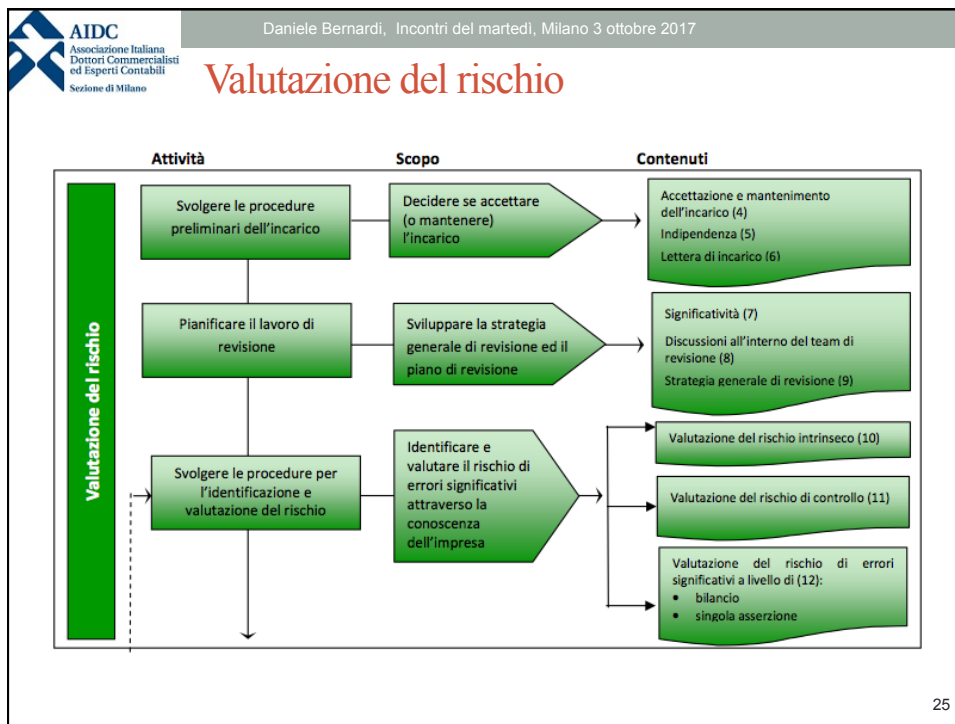 AIDC
Associazione Italiana
Dottori Commercialisti
ed Esperti Contabili
Sezione di Milano
Daniele Bernardi, Incontri del martedì, Milano 3 ottobre 2017
Valutazione del rischio
Attività
Scopo
Contenuti
Valutazione del rischio
Svolgere le procedure
preliminari dell'incarico
Decidere se accettare
(o mantenere)
l'incarico
Accettazione e mantenimento
dell'incarico (4)
Indipendenza (5)
Lettera di incarico (6)
Pianificare il lavoro di
revisione
Sviluppare la strategia
generale di revisione ed il
piano di revisione
Significatività (7)
Discussioni all'interno del team di
revisione (8)
Strategia generale di revisione (9)
Svolgere le procedure per
l'identificazione e
valutazione del rischio
Identificare e
valutare il rischio di
errori significativi
attraverso la
conoscenza
dell'impresa
Valutazione del rischio intrinseco (10)
Valutazione del rischio di controllo (11)
Valutazione del rischio di errori
significativi a livello di (12):
• bilancio
• singola asserzione
25